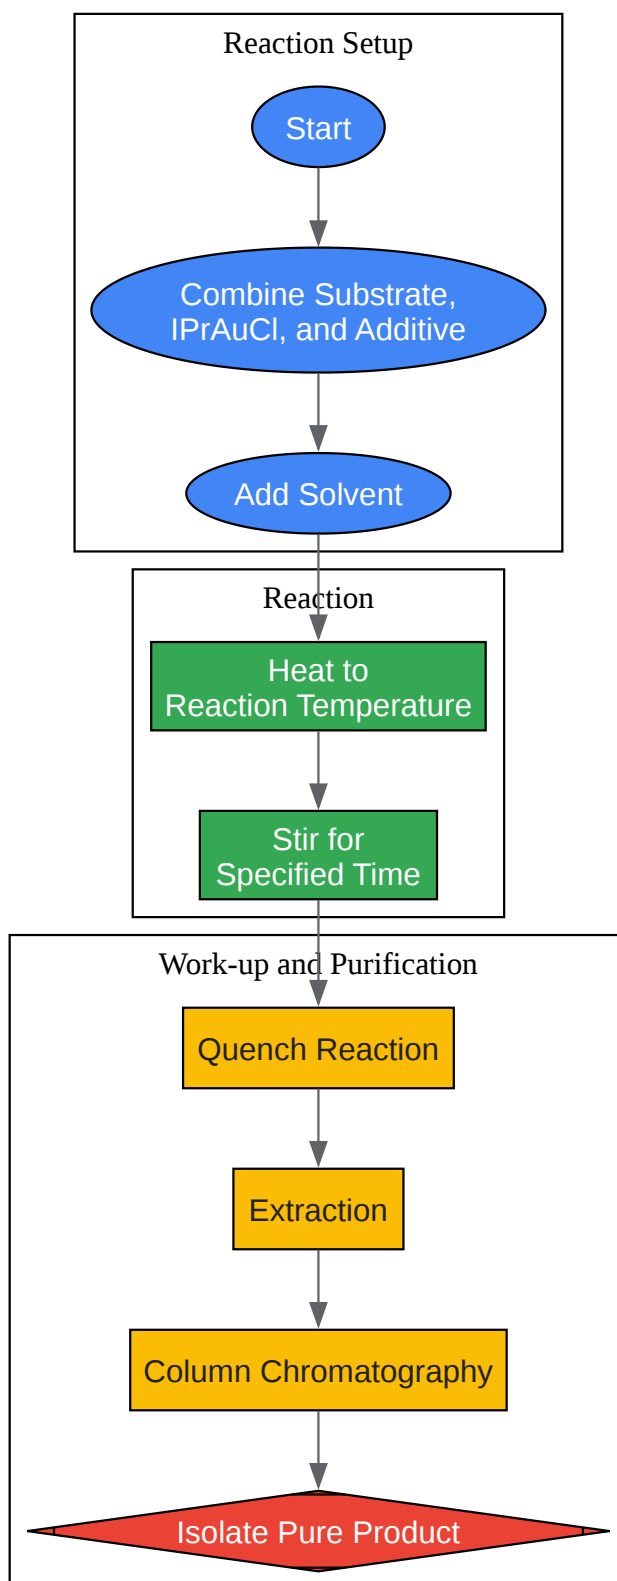 Reaction Setup
Start
Combine Substrate,
IPrAuCl, and Additive
Add Solvent
Reaction
Heat to
Reaction Temperature
Stir for
Specified Time
Work-up and Purification
Quench Reaction
Extraction
Column Chromatography
Isolate Pure Product